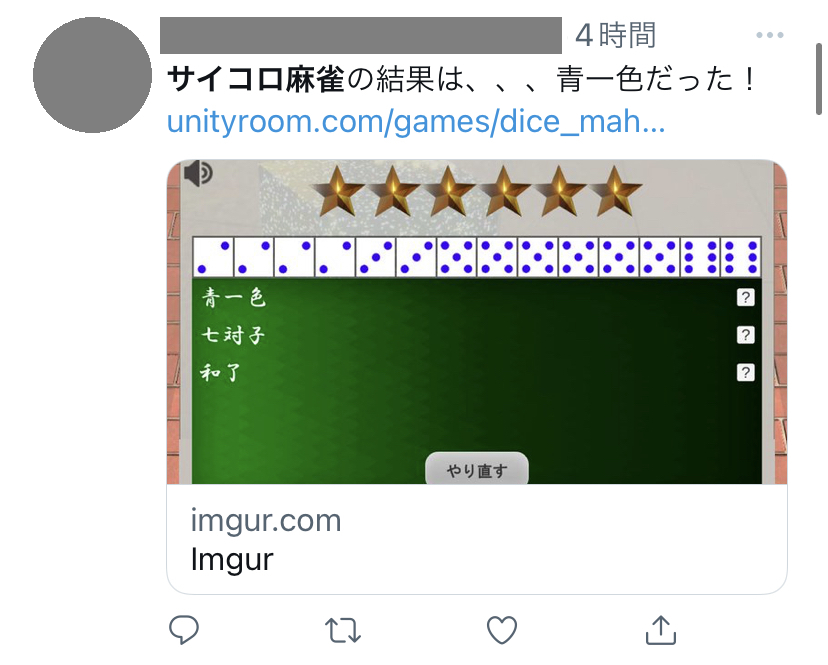 4時間
サイコロ麻雀の結果は、、、青一色だった！
unityroom.com/games/dice_mah...
青一色 ?
七対子 ?
和了 ?
やり直す
imgur.com
Imgur